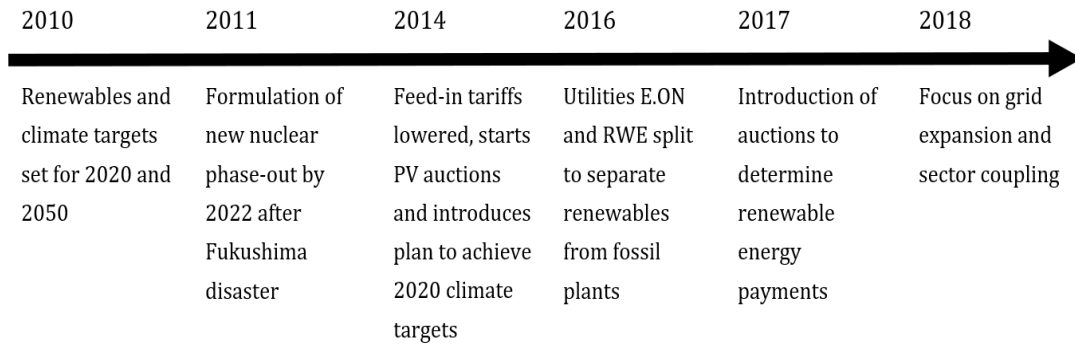 2010
2011
2014
2016
2017
2018
Renewables and
climate targets
set for 2020 and
2050
Formulation of
new nuclear
phase-out by
2022 after
Fukushima
disaster
Feed-in tariffs
lowered, starts
PV auctions
and introduces
plan to achieve
2020 climate
targets
Utilities E.ON
and RWE split
to separate
renewables
from fossil
plants
Introduction of
auctions to
determine
renewable
energy
payments
Focus on grid
expansion and
sector coupling